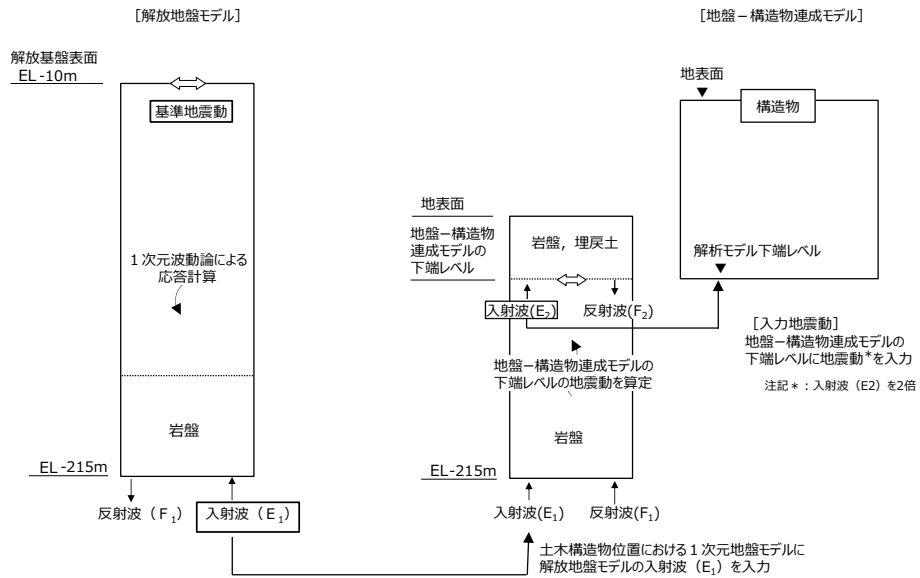 [解放地盤モデル]
解放基盤表面
EL-10m
基準地震動
1次元波動論による
応答計算
岩盤
EL-215m
反射波（F1）
入射波（E1）
地表面
地盤－構造物
連成モデルの
下端レベル
岩盤，埋戻土
入射波(E2)
反射波(F2)
地盤－構造物連成モデルの
下端レベルの地震動を算定
岩盤
EL-215m
入射波(E1)
反射波(F1)
土木構造物位置における1次元地盤モデルに
解放地盤モデルの入射波（E1）を入力
[地盤－構造物連成モデル]
地表面
構造物
解析モデル下端レベル
[入力地震動]
地盤－構造物連成モデルの
下端レベルに地震動*を入力
注記*：入射波（E2）を2倍